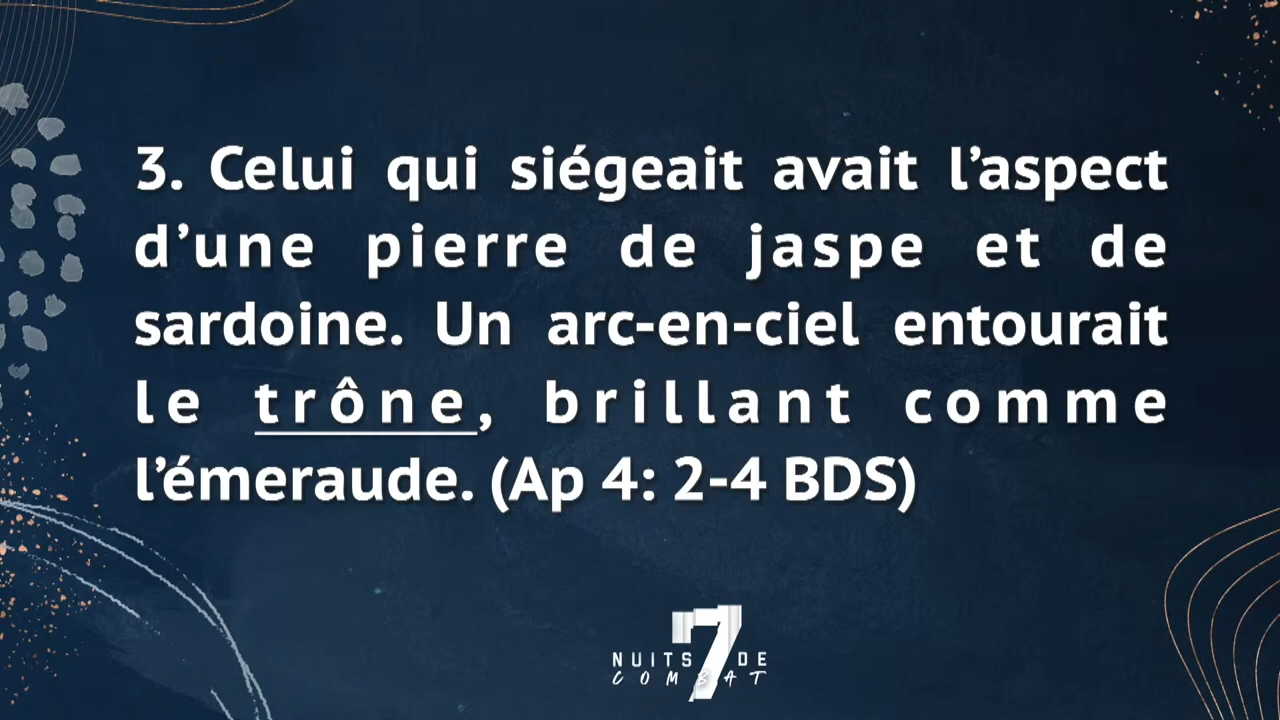 3. Celui qui siégeait avait l’aspect
d’une pierre de jaspe et de
sardoine. Un arc-en-ciel entourait
le trône, brillant comme
l’émeraude. (Ap 4: 2-4 BDS)
7
NUITS DE
COMBAT